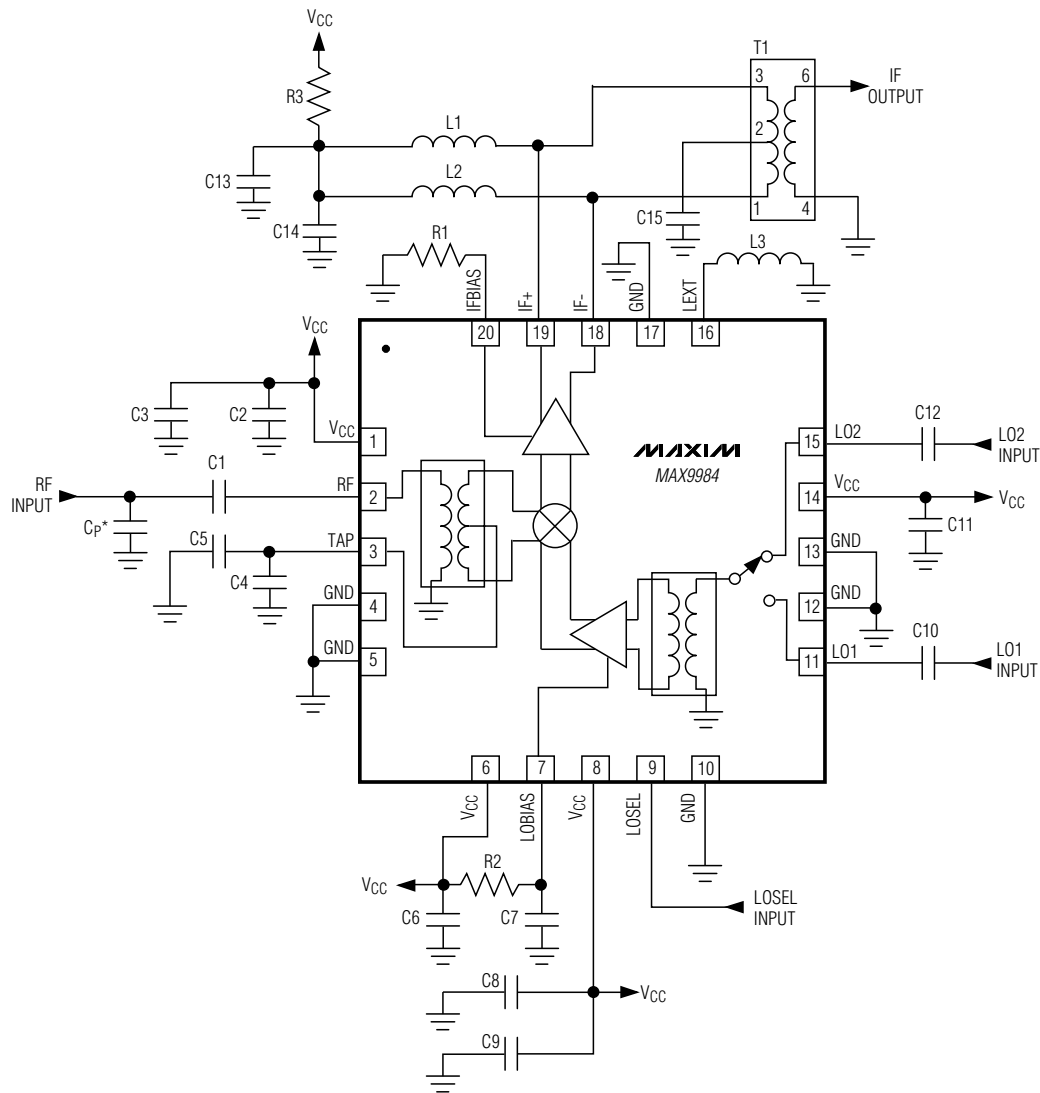 VCC
T1
R3
3
6
IF
OUTPUT
L1
2
L2
C13
1
4
C15
C14
R1
L3
IFBIAS
IF+
IF-
GND
LEXT
20
19
18
17
16
VCC
C3
C2
VCC
1
C12
15
LO2
LO2
INPUT
MAXIM
MAX9984
C1
RF
INPUT
RF
2
14
VCC
VCC
C11
CP*
C5
TAP
3
13
GND
C4
GND
4
12
GND
C10
GND
5
11
LO1
LO1
INPUT
6
7
8
9
10
VCC
LOBIAS
VCC
LOSEL
GND
R2
VCC
LOSEL
INPUT
C6
C7
C8
VCC
C9